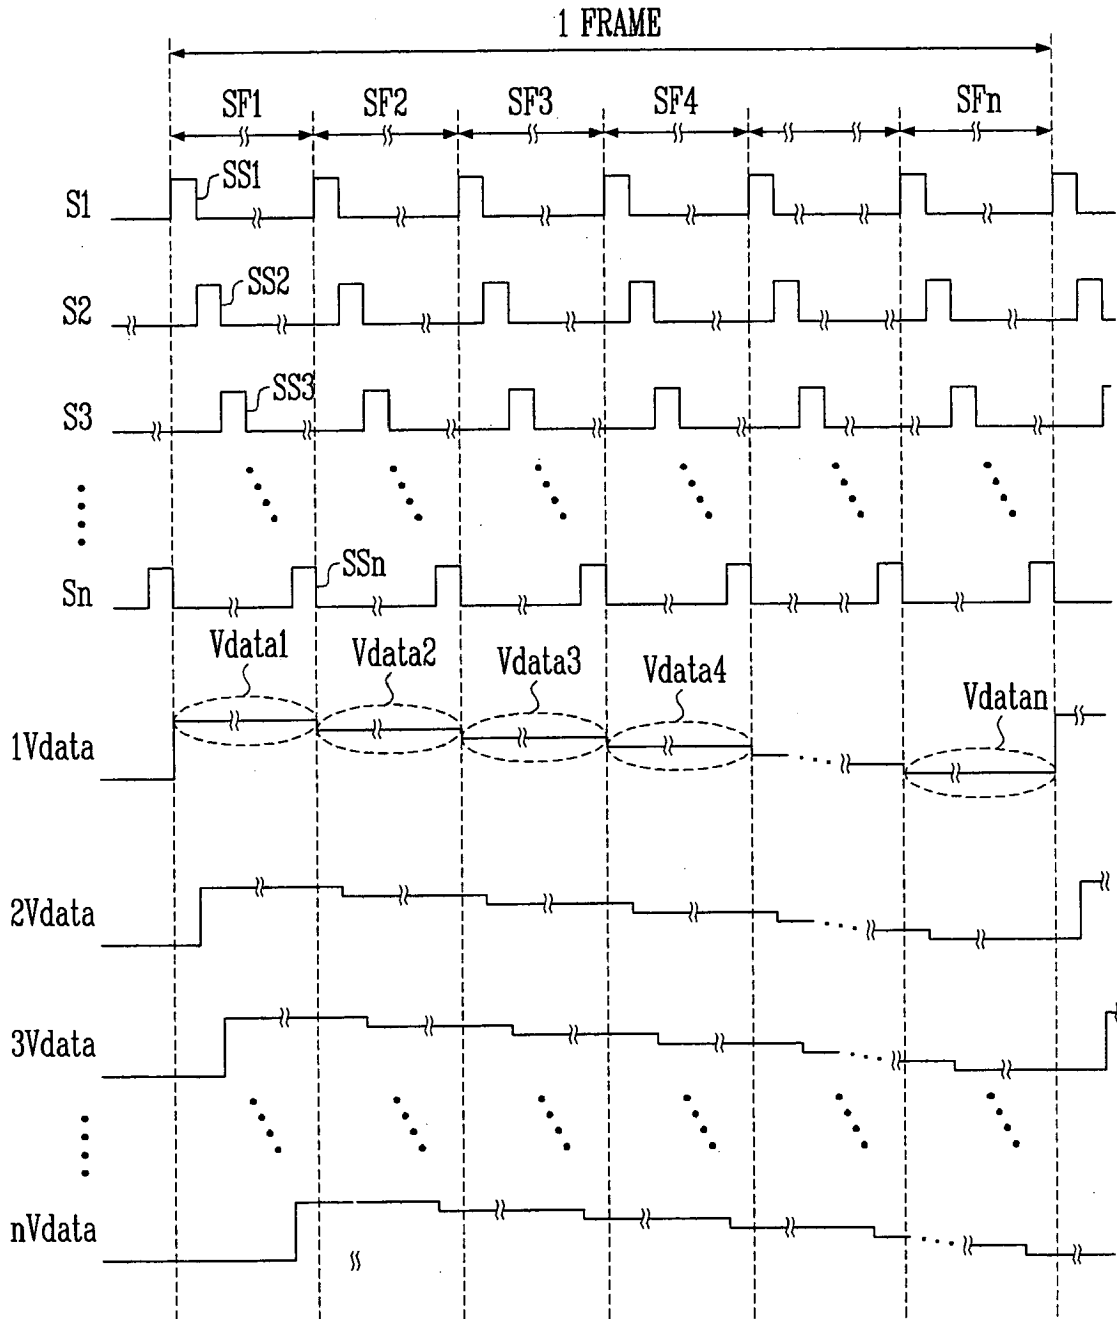 1 FRAME
SF1 SF2 SF3 SF4 SFn
SS1
S1
SS2
S2
SS3
S3
SSn
Sn
Vdata1 Vdata2 Vdata3 Vdata4 Vdatan
1Vdata
2Vdata
3Vdata
nVdata